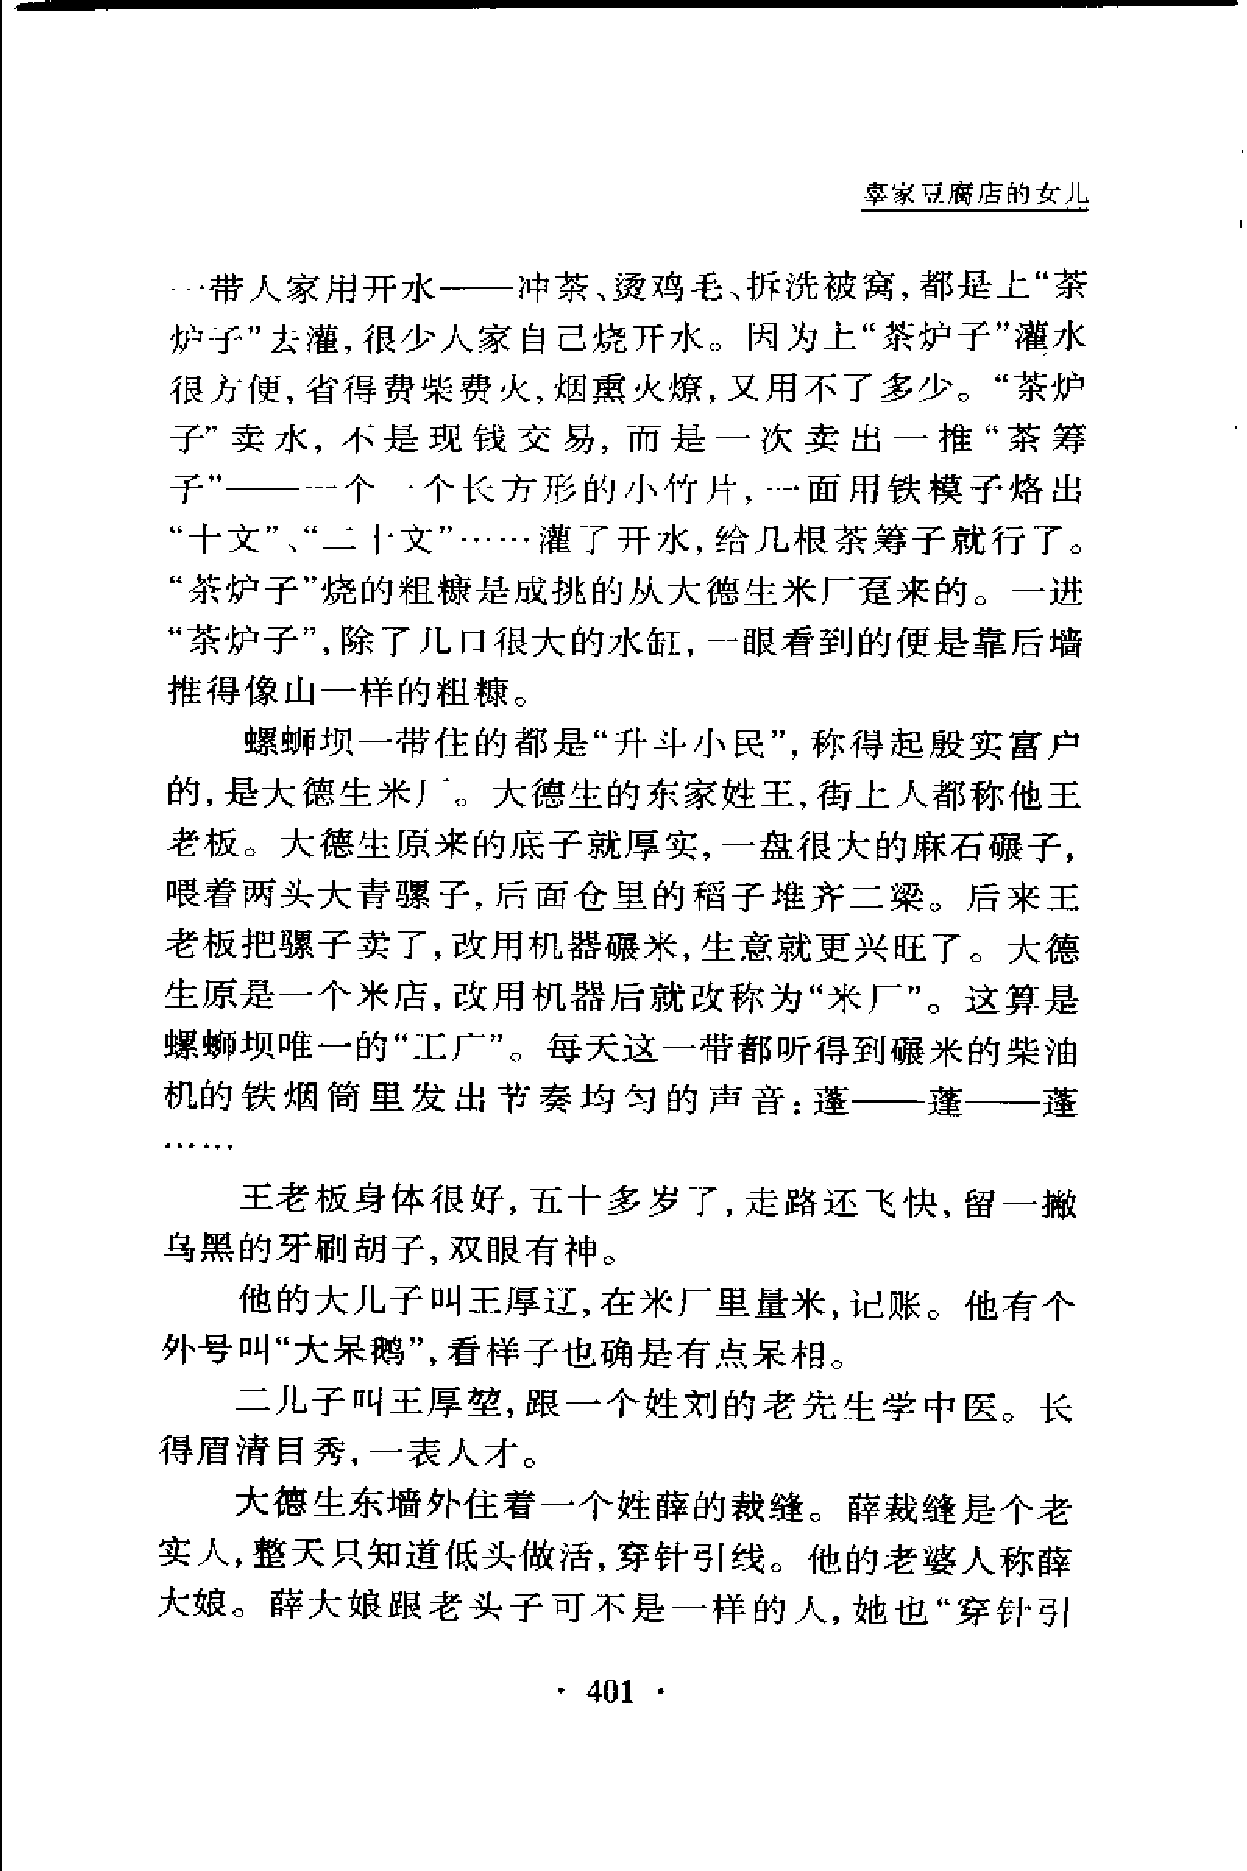 辜家豆腐店的女儿
一带人家用开水——冲茶、烫鸡毛、拆洗被窝,都是上“茶
炉子”去灌,很少人家自己烧开水。因为上“茶炉子”灌水
很方便,省得费柴费火,烟熏火燎,又用不了多少。“茶炉
子”卖水,不是现钱交易,而是一次卖出一推“茶筹
子”——一个一个长方形的小竹片,一面用铁模子烙出
“十文”、“二十文”……灌了开水,给几根茶筹子就行了。
“茶炉子”烧的粗糠是成挑的从大德生米厂趸来的。一进
“茶炉子”,除了几口很大的水缸,一眼看到的便是靠后墙
推得像山一样的粗糠。
螺蛳坝一带住的都是“升斗小民”,称得起殷实富户
的,是大德生米厂。大德生的东家姓王,街上人都称他王
老板。大德生原来的底子就厚实,一盘很大的麻石碾子,
喂着两头大青骡子,后面仓里的稻子堆齐二梁。后来王
老板把骡子卖了,改用机器碾米,生意就更兴旺了。大德
生原是一个米店,改用机器后就改称为“米厂”。这算是
螺蛳坝唯一的“工厂”。每天这一带都听得到碾米的柴油
机的铁烟筒里发出节奏均匀的声音:蓬——蓬——蓬
……
王老板身体很好,五十多岁了,走路还飞快,留一撇
乌黑的牙刷胡子,双眼有神。
他的大儿子叫王厚辽,在米厂里量米,记账。他有个
外号叫“大呆鹅”,看样子也确是有点呆相。
二儿子叫王厚堃,跟一个姓刘的老先生学中医。长
得眉清目秀,一表人才。
大德生东墙外住着一个姓薛的裁缝。薛裁缝是个老
实人,整天只知道低头做活,穿针引线。他的老婆人称薛
大娘。薛大娘跟老头子可不是一样的人,她也“穿针引
· 401 ·